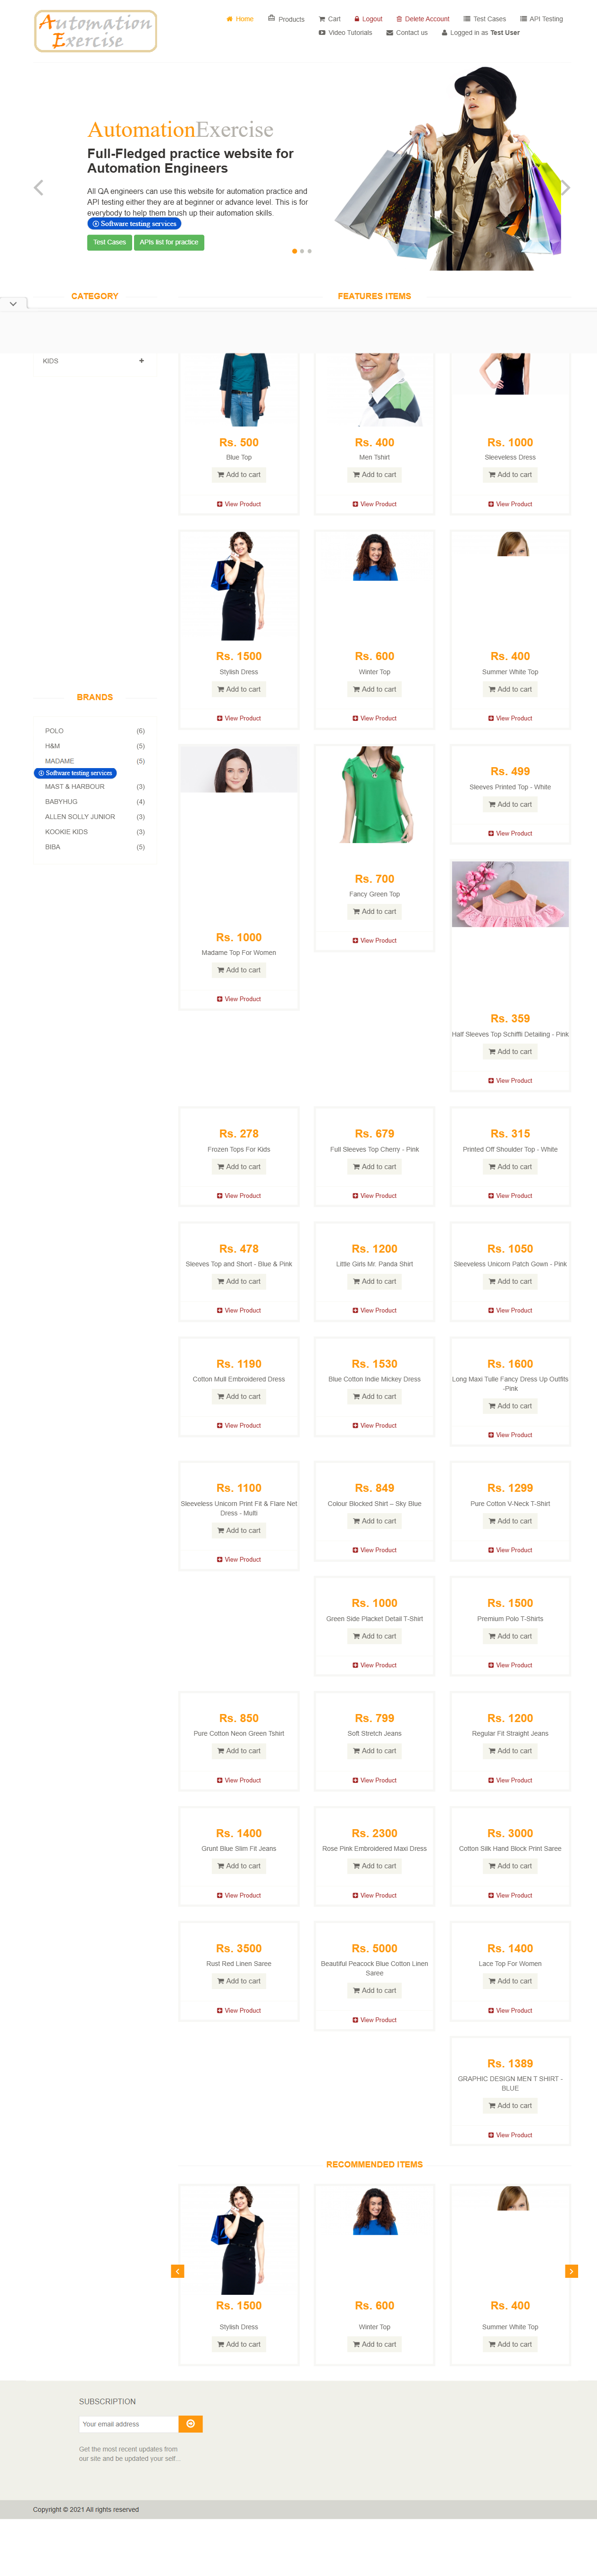 Automation
Exercise
Home
Products
Cart
Logout
Delete Account
Test Cases
API Testing
Video Tutorials
Contact us
Logged in as Test User
AutomationExercise
Full-Fledged practice website for
Automation Engineers
All QA engineers can use this website for automation practice and
API testing either they are at beginner or advance level. This is for
everybody to help them brush up their automation skills.
Software testing services
Test Cases
APIs list for practice
CATEGORY
FEATURES ITEMS
KIDS
Rs. 500
Blue Top
Add to cart
View Product
Rs. 400
Men Tshirt
Add to cart
View Product
Rs. 1000
Sleeveless Dress
Add to cart
View Product
Rs. 1500
Stylish Dress
Add to cart
View Product
Rs. 600
Winter Top
Add to cart
View Product
Rs. 400
Summer White Top
Add to cart
View Product
BRANDS
POLO (6)
H&M (5)
MADAME (5)
Software testing services
MAST & HARBOUR (3)
BABYHUG (4)
ALLEN SOLLY JUNIOR (3)
KOOKIE KIDS (3)
BIBA (5)
Rs. 1000
Madame Top For Women
Add to cart
View Product
Rs. 700
Fancy Green Top
Add to cart
View Product
Rs. 499
Sleeves Printed Top - White
Add to cart
View Product
Rs. 359
Half Sleeves Top Schiffli Detailing - Pink
Add to cart
View Product
Rs. 278
Frozen Tops For Kids
Add to cart
View Product
Rs. 679
Full Sleeves Top Cherry - Pink
Add to cart
View Product
Rs. 315
Printed Off Shoulder Top - White
Add to cart
View Product
Rs. 478
Sleeves Top and Short - Blue & Pink
Add to cart
View Product
Rs. 1200
Little Girls Mr. Panda Shirt
Add to cart
View Product
Rs. 1050
Sleeveless Unicorn Patch Gown - Pink
Add to cart
View Product
Rs. 1190
Cotton Mull Embroidered Dress
Add to cart
View Product
Rs. 1530
Blue Cotton Indie Mickey Dress
Add to cart
View Product
Rs. 1600
Long Maxi Tulle Fancy Dress Up Outfits
-Pink
Add to cart
View Product
Rs. 1100
Sleeveless Unicorn Print Fit & Flare Net
Dress - Multi
Add to cart
View Product
Rs. 849
Colour Blocked Shirt – Sky Blue
Add to cart
View Product
Rs. 1299
Pure Cotton V-Neck T-Shirt
Add to cart
View Product
Rs. 1000
Green Side Placket Detail T-Shirt
Add to cart
View Product
Rs. 1500
Premium Polo T-Shirts
Add to cart
View Product
Rs. 850
Pure Cotton Neon Green Tshirt
Add to cart
View Product
Rs. 799
Soft Stretch Jeans
Add to cart
View Product
Rs. 1200
Regular Fit Straight Jeans
Add to cart
View Product
Rs. 1400
Grunt Blue Slim Fit Jeans
Add to cart
View Product
Rs. 2300
Rose Pink Embroidered Maxi Dress
Add to cart
View Product
Rs. 3000
Cotton Silk Hand Block Print Saree
Add to cart
View Product
Rs. 3500
Rust Red Linen Saree
Add to cart
View Product
Rs. 5000
Beautiful Peacock Blue Cotton Linen
Saree
Add to cart
View Product
Rs. 1400
Lace Top For Women
Add to cart
View Product
Rs. 1389
GRAPHIC DESIGN MEN T SHIRT -
BLUE
Add to cart
View Product
RECOMMENDED ITEMS
Rs. 1500
Stylish Dress
Add to cart
Rs. 600
Winter Top
Add to cart
Rs. 400
Summer White Top
Add to cart
SUBSCRIPTION
Your email address
Get the most recent updates from
our site and be updated your self...
Copyright © 2021 All rights reserved